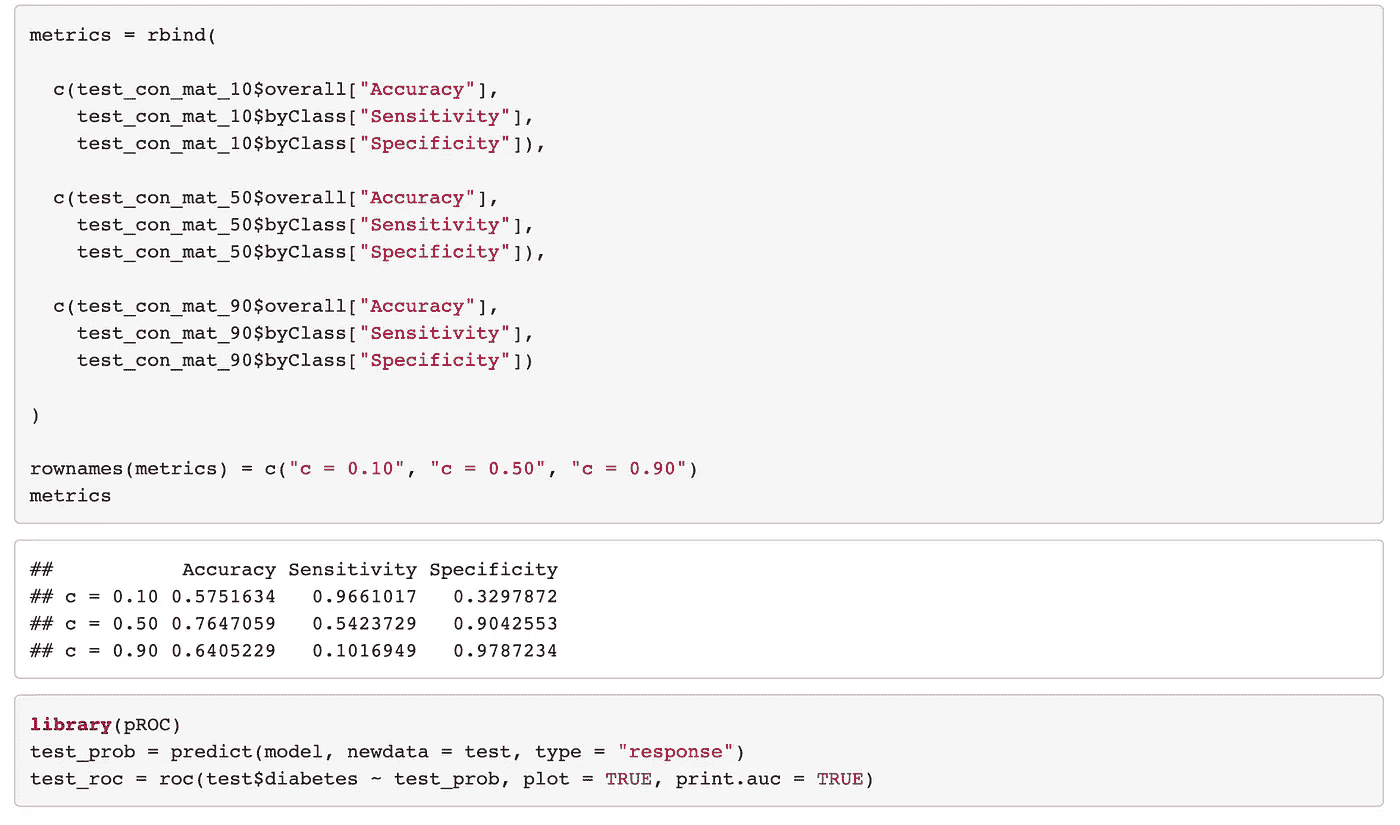 metrics = rbind(
c(test_con_mat_10$overall["Accuracy"],
test_con_mat_10$byClass["Sensitivity"],
test_con_mat_10$byClass["Specificity"]),
c(test_con_mat_50$overall["Accuracy"],
test_con_mat_50$byClass["Sensitivity"],
test_con_mat_50$byClass["Specificity"]),
c(test_con_mat_90$overall["Accuracy"],
test_con_mat_90$byClass["Sensitivity"],
test_con_mat_90$byClass["Specificity"])
)
rownames(metrics) = c("c = 0.10", "c = 0.50", "c = 0.90")
metrics
##           Accuracy Sensitivity Specificity
## c = 0.10 0.5751634   0.9661017   0.3297872
## c = 0.50 0.7647059   0.5423729   0.9042553
## c = 0.90 0.6405229   0.1016949   0.9787234
library(pROC)
test_prob = predict(model, newdata = test, type = "response")
test_roc = roc(test$diabetes ~ test_prob, plot = TRUE, print.auc = TRUE)